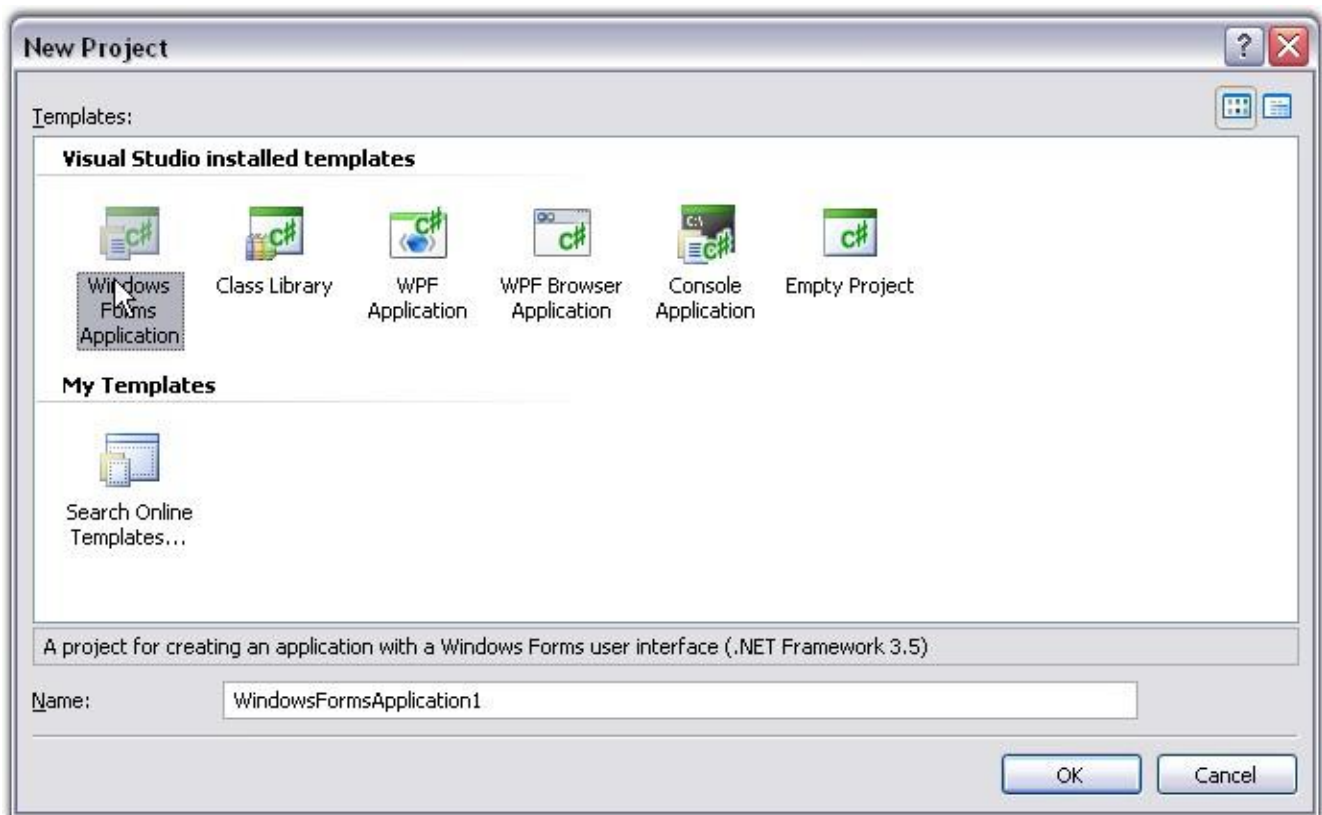 New Project
Templates:
Visual Studio installed templates
C# C# C# C# C:\ C# C#
Windows Forms Application
Class Library
WPF Application
WPF Browser Application
Console Application
Empty Project
My Templates
Search Online Templates...
A project for creating an application with a Windows Forms user interface (.NET Framework 3.5)
Name: WindowsFormsApplication1
OK Cancel